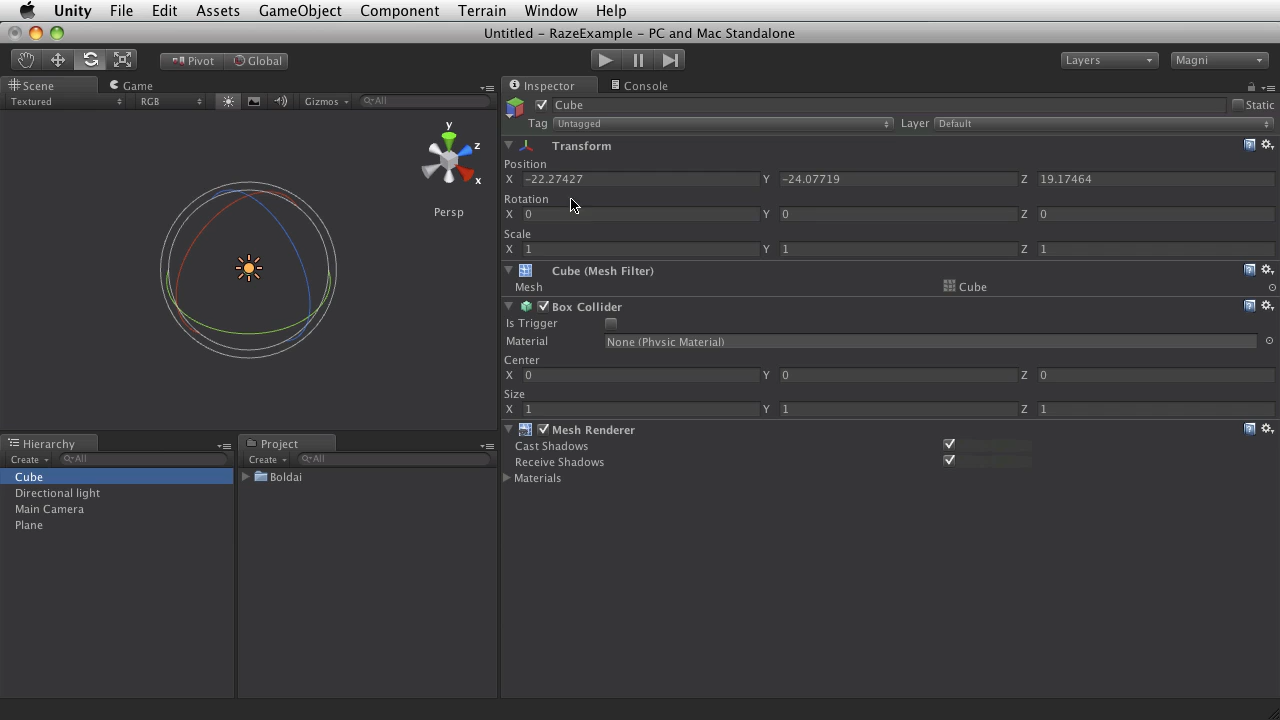 Unity File Edit Assets GameObject Component Terrain Window Help
Untitled - RazeExample - PC and Mac Standalone
Pivot Global Layers Magni
Scene Game
Textured RGB Gizmos All
y
z
x
Persp
Inspector Console
Cube Static
Tag Untagged Layer Default
Transform
Position
X -22.27427 Y -24.07719 Z 19.17464
Rotation
X 0 Y 0 Z 0
Scale
X 1 Y 1 Z 1
Cube (Mesh Filter)
Mesh Cube
Box Collider
Is Trigger
Material None (Physic Material)
Center
X 0 Y 0 Z 0
Size
X 1 Y 1 Z 1
Mesh Renderer
Cast Shadows
Receive Shadows
Materials
Hierarchy
Create All
Cube
Directional light
Main Camera
Plane
Project
Create All
Boldai